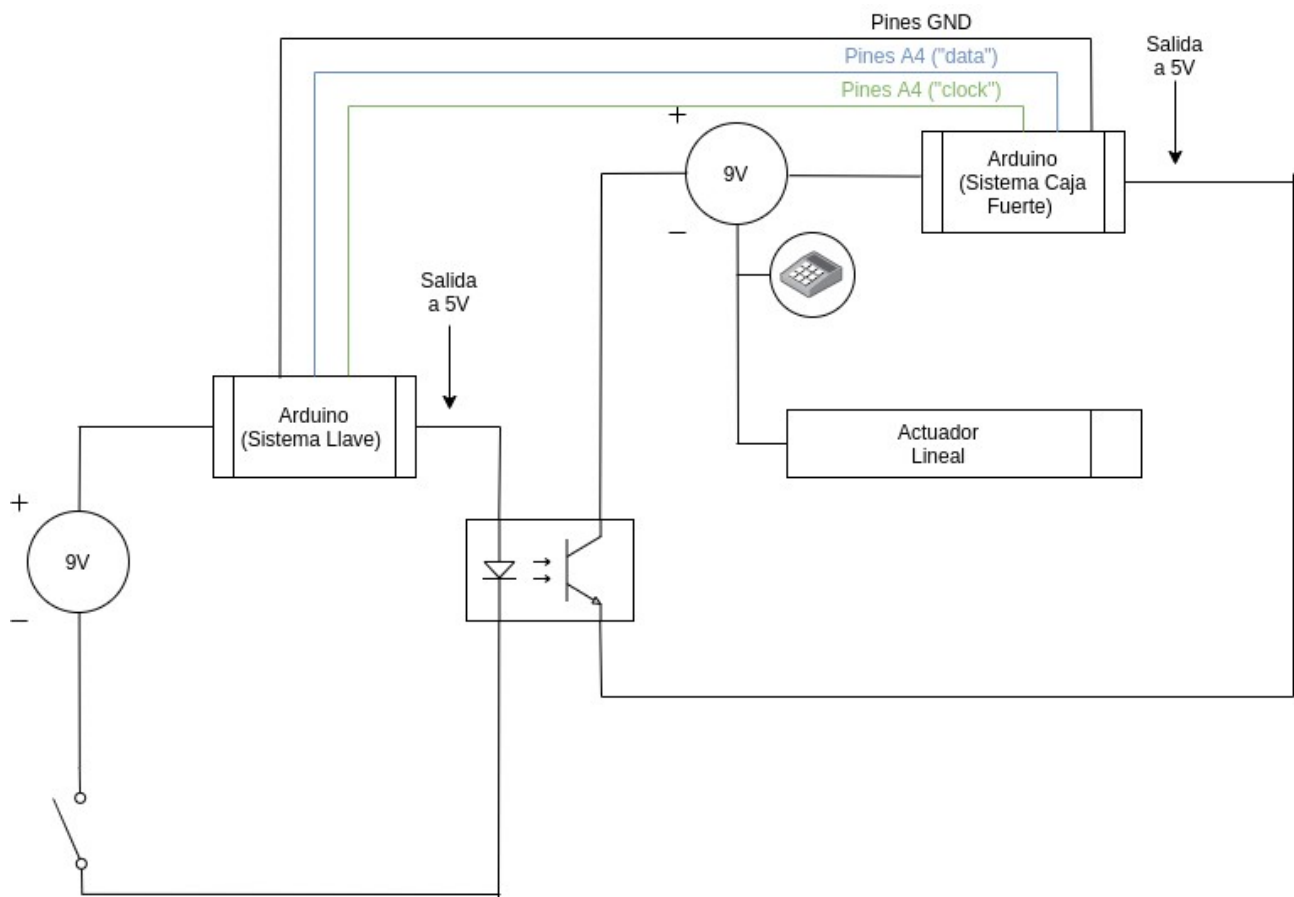 Pines GND
Pines A4 ("data")
Pines A4 ("clock")
Salida
a 5V
+
9V
−
Arduino
(Sistema Caja
Fuerte)
Salida
a 5V
Arduino
(Sistema Llave)
Actuador
Lineal
+
9V
−